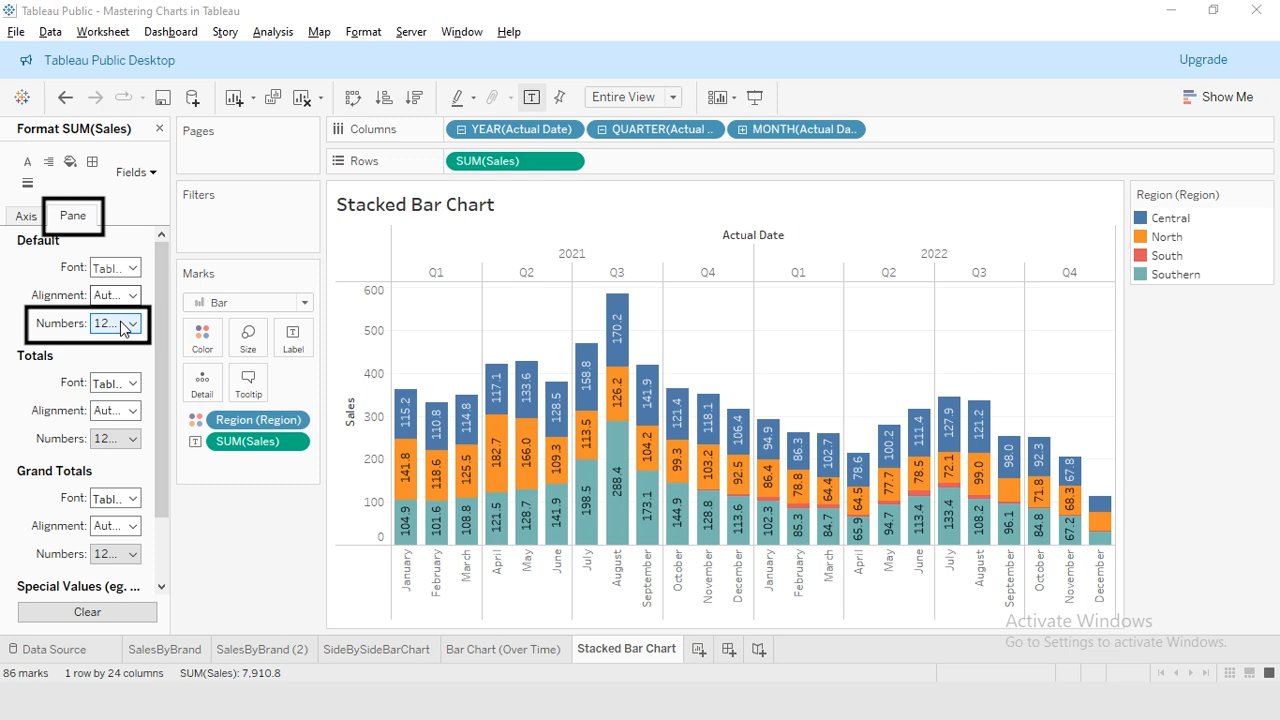 Tableau Public - Mastering Charts in Tableau
File Data Worksheet Dashboard Story Analysis Map Format Server Window Help
Tableau Public Desktop Upgrade
Entire View Show Me
Format SUM(Sales)
Fields
Axis Pane
Default
Font: Tabl..
Alignment: Aut...
Numbers: 12...
Totals
Font: Tabl..
Alignment: Aut...
Numbers: 12...
Grand Totals
Font: Tabl..
Alignment: Aut...
Numbers: 12...
Special Values (eg. ...
Clear
Pages
Filters
Marks
Bar
Color Size Label
Detail Tooltip
Region (Region)
SUM(Sales)
Columns YEAR(Actual Date) QUARTER(Actual .. MONTH(Actual Da..
Rows SUM(Sales)
Stacked Bar Chart
Actual Date
2021 2022
Q1 Q2 Q3 Q4 Q1 Q2 Q3 Q4
Sales
600
500
400
300
200
100
0
115.2 110.8 114.8 117.1 133.6 128.5 158.8 170.2 141.9 121.4 118.1 106.4 94.9 86.3 102.7 78.6 100.2 111.4 127.9 121.2 98.0 92.3 67.8
141.8 118.6 125.5 182.7 166.0 109.3 113.5 126.2 104.2 99.3 103.2 92.5 86.4 78.8 64.4 64.5 77.7 78.5 72.1 99.0 71.8 68.3
104.9 101.6 108.8 121.5 128.7 141.9 198.5 288.4 173.1 144.9 128.8 113.6 102.3 85.3 84.7 65.9 94.7 113.4 133.4 108.2 96.1 84.8 67.2
January February March April May June July August September October November December January February March April May June July August September October November December
Region (Region)
Central
North
South
Southern
Activate Windows
Go to Settings to activate Windows.
Data Source SalesByBrand SalesByBrand (2) SideBySideBarChart Bar Chart (Over Time) Stacked Bar Chart
86 marks 1 row by 24 columns SUM(Sales): 7.910.8